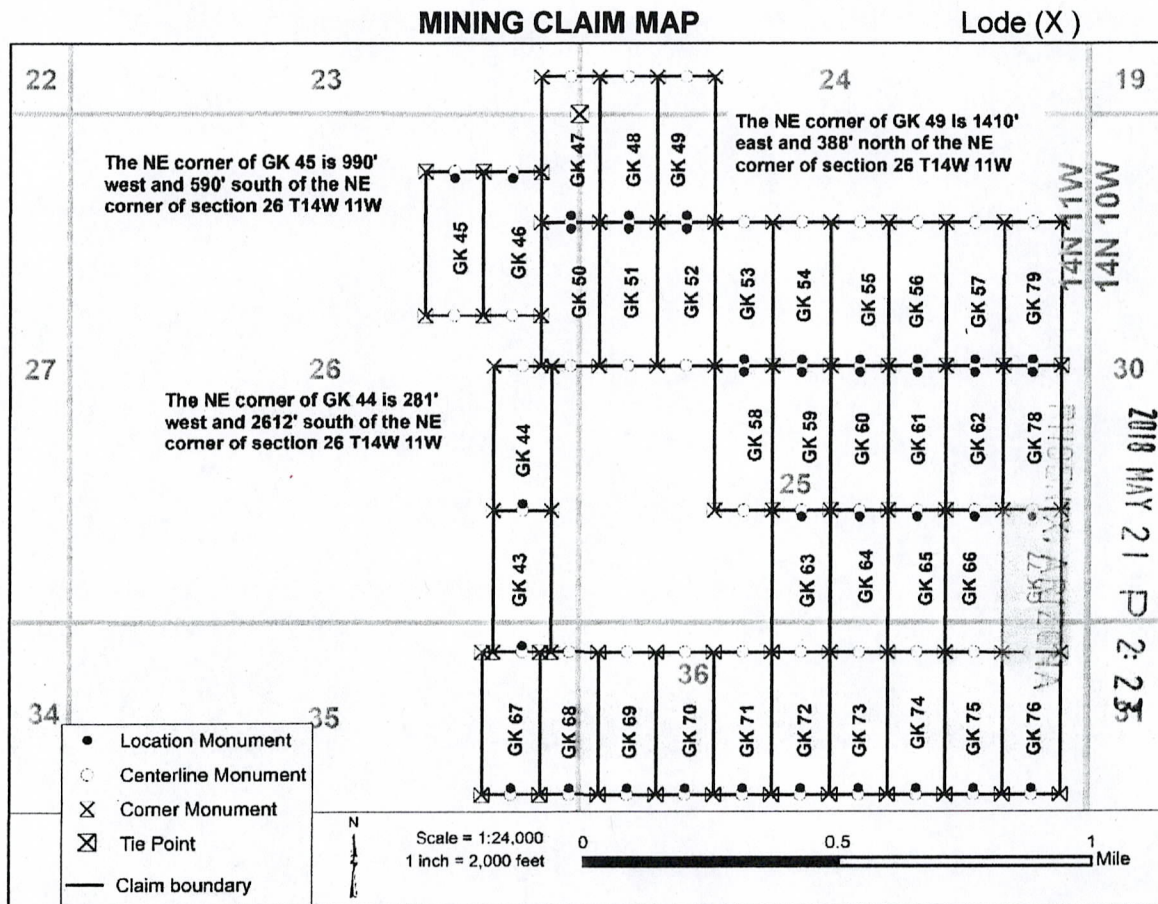 MINING CLAIM MAP
Lode (X )
22
23
24
19
The NE corner of GK 49 Is 1410'
east and 388' north of the NE
corner of section 26 T14W 11W
The NE corner of GK 45 is 990'
west and 590' south of the NE
corner of section 26 T14W 11W
GK 47
GK 48
GK 49
14N 11W
14N 10W
GK 45
GK 46
GK 50
GK 51
GK 52
GK 53
GK 54
GK 55
GK 56
GK 57
GK 79
27
26
30
The NE corner of GK 44 is 281'
west and 2612' south of the NE
corner of section 26 T14W 11W
GK 44
GK 58
GK 59
GK 60
GK 61
GK 62
GK 78
25
2018 MAY 21 P 2:23
GK 43
GK 63
GK 64
GK 65
GK 66
GK 77
ARIZONA
36
34
35
GK 67
GK 68
GK 69
GK 70
GK 71
GK 72
GK 73
GK 74
GK 75
GK 76
Location Monument
Centerline Monument
Corner Monument
Tie Point
Claim boundary
N
Scale = 1:24,000
1 inch = 2,000 feet
0
0.5
1
Mile